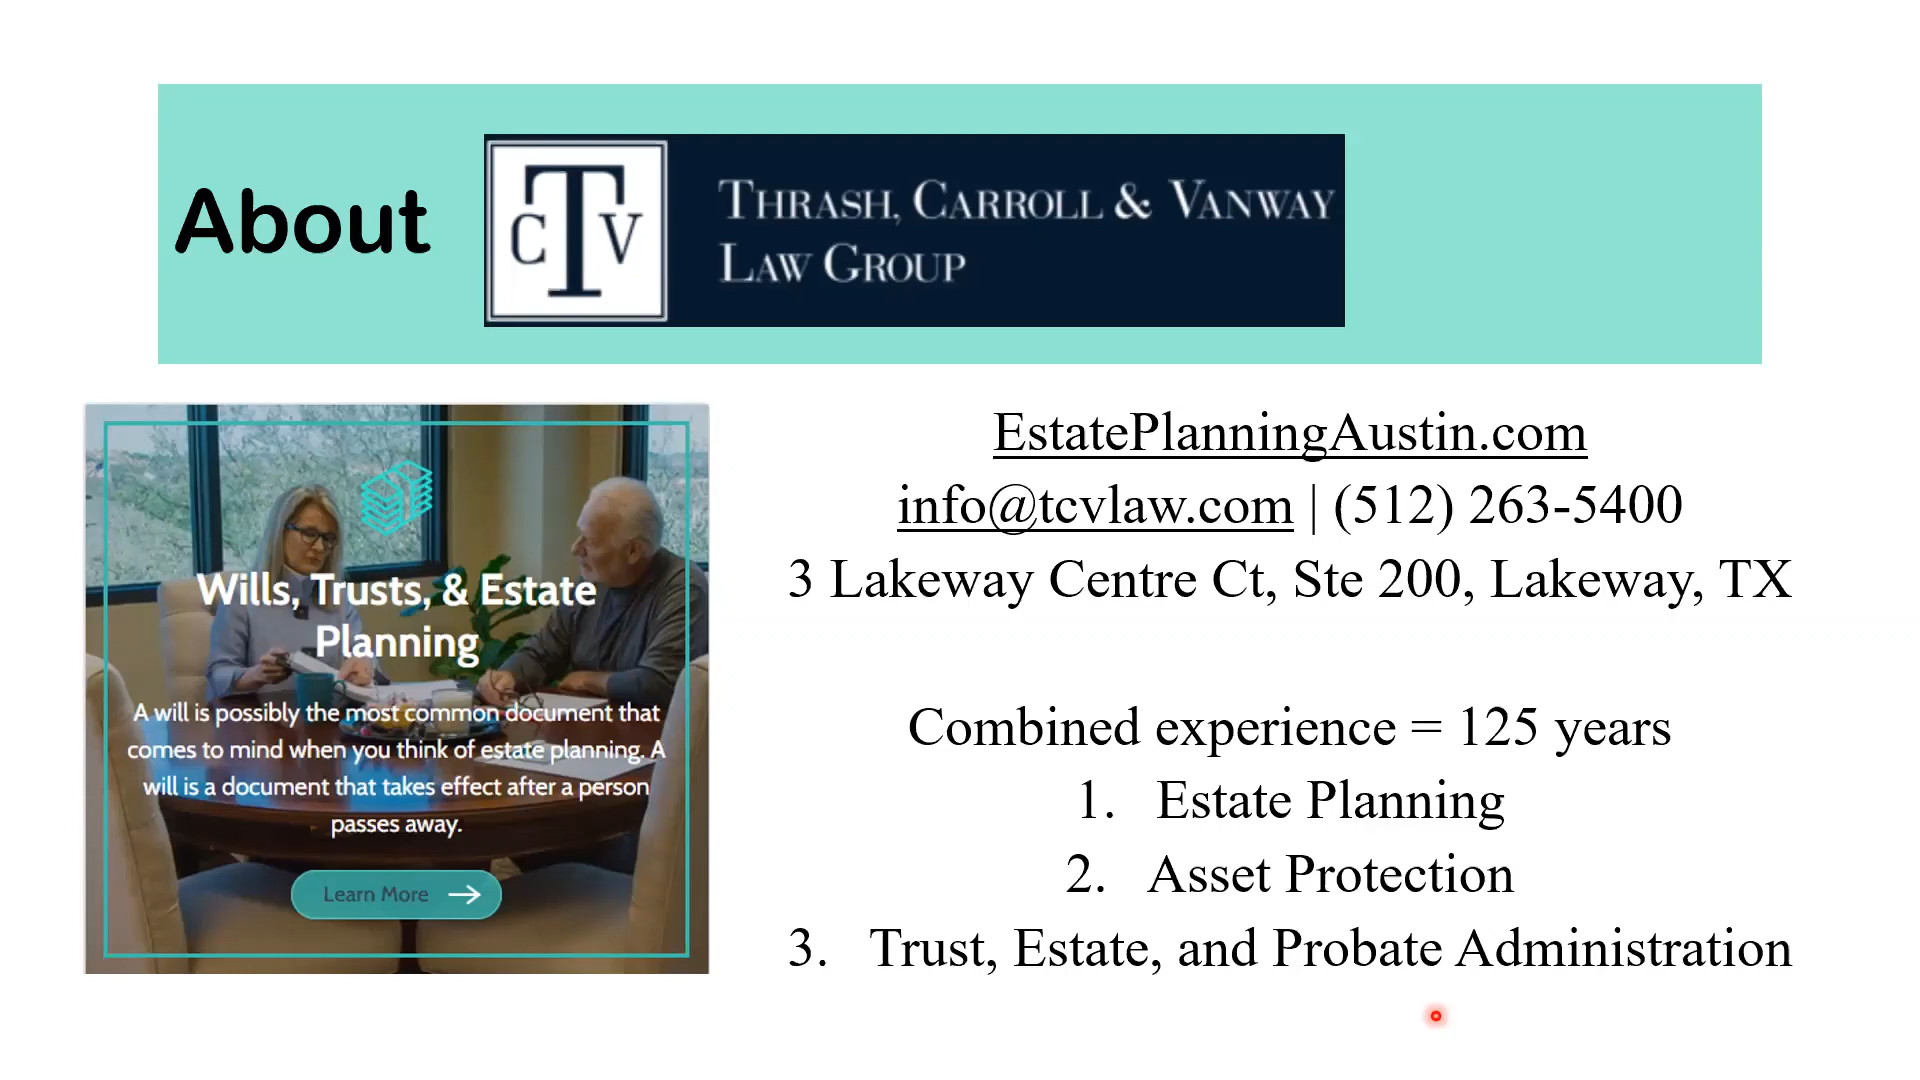 About
CTV
THRASH, CARROLL & VANWAY
LAW GROUP
Wills, Trusts, & Estate
Planning
A will is possibly the most common document that
comes to mind when you think of estate planning. A
will is a document that takes effect after a person
passes away.
Learn More
EstatePlanningAustin.com
info@tcvlaw.com | (512) 263-5400
3 Lakeway Centre Ct, Ste 200, Lakeway, TX
Combined experience = 125 years
1. Estate Planning
2. Asset Protection
3. Trust, Estate, and Probate Administration